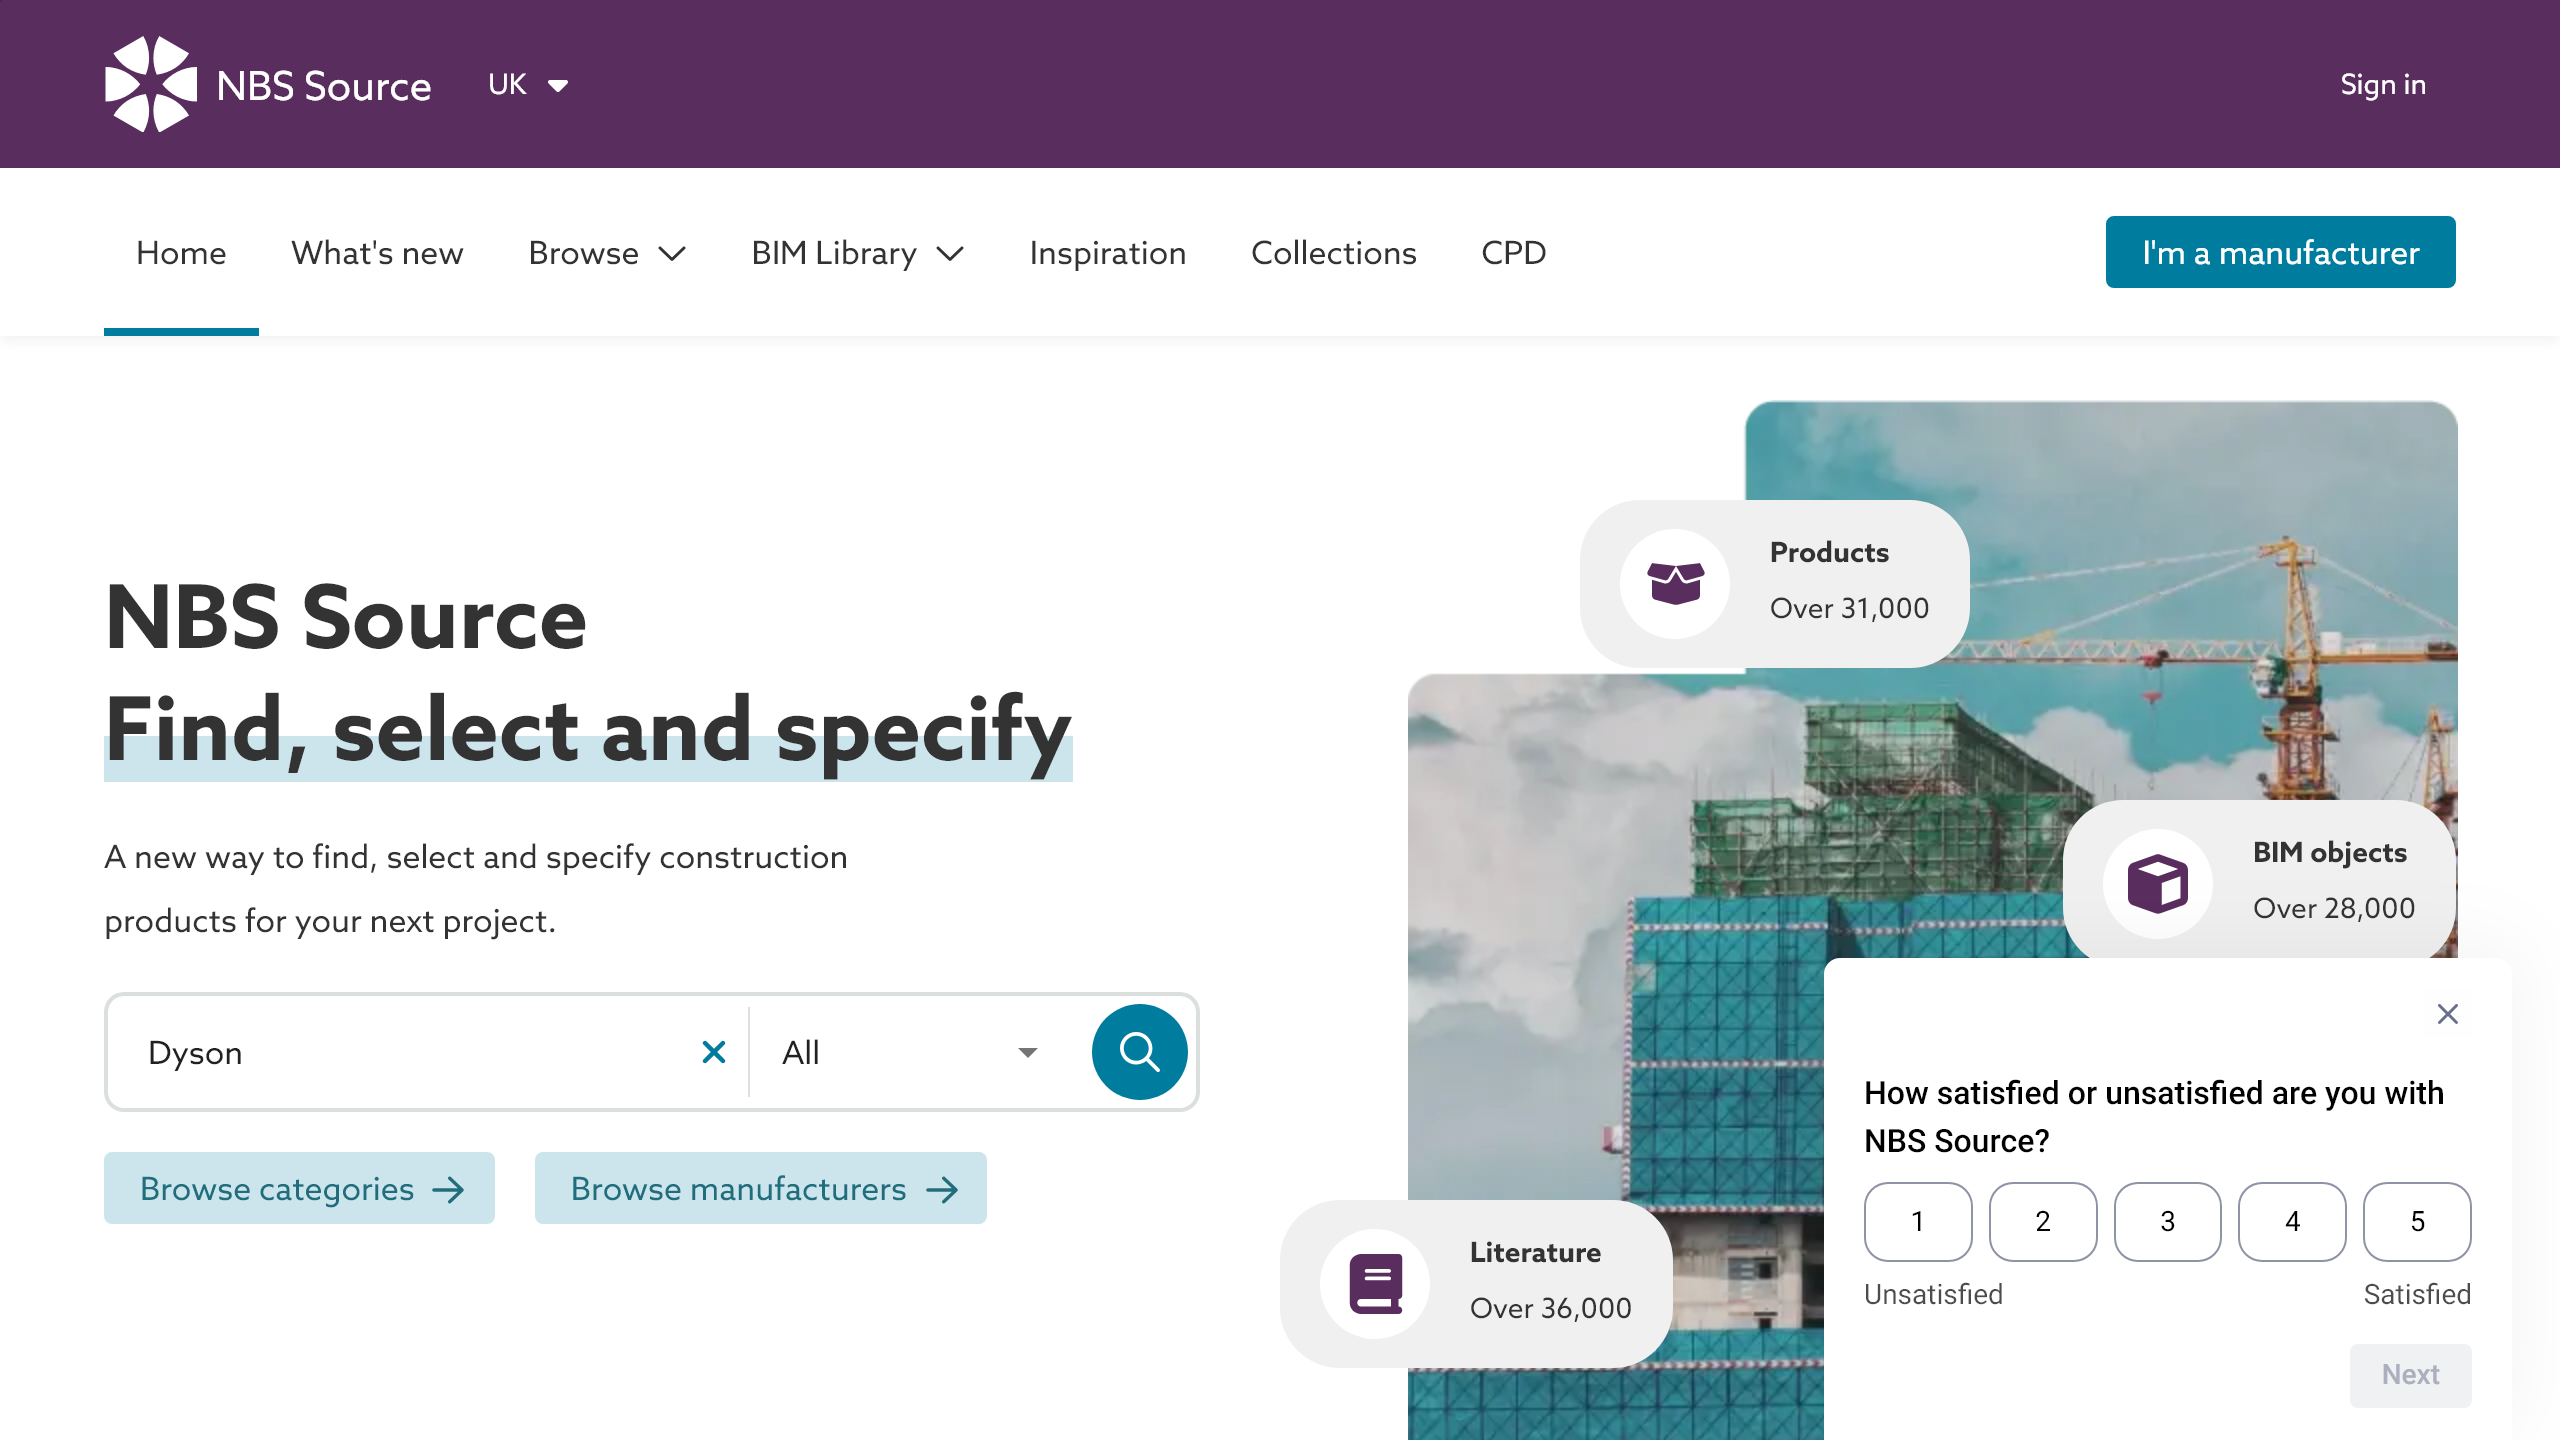 NBS Source
UK
Sign in
Home
What's new
Browse
BIM Library
Inspiration
Collections
CPD
I'm a manufacturer
NBS Source
Find, select and specify
A new way to find, select and specify construction
products for your next project.
Dyson
All
Browse categories
Browse manufacturers
Products
Over 31,000
BIM objects
Over 28,000
Literature
Over 36,000
How satisfied or unsatisfied are you with
NBS Source?
1
2
3
4
5
Unsatisfied
Satisfied
Next